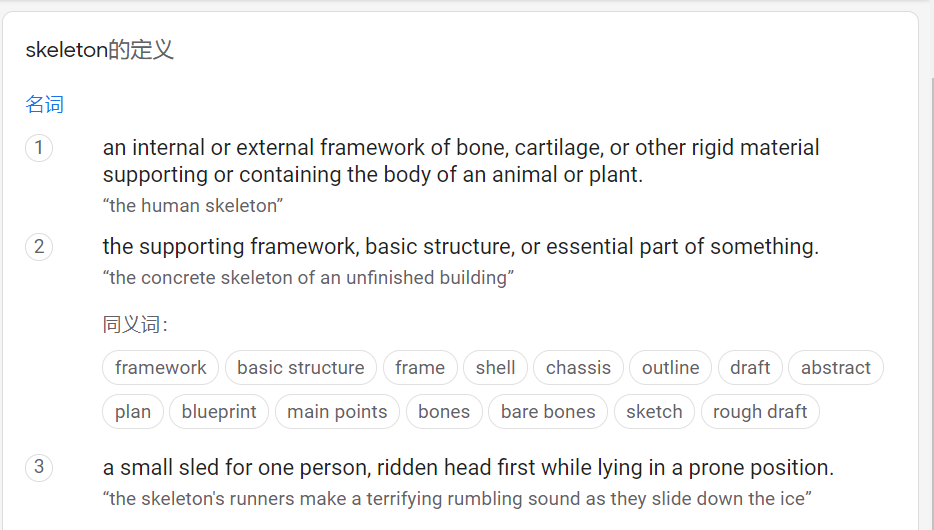 skeleton的定义
名词
1
an internal or external framework of bone, cartilage, or other rigid material
supporting or containing the body of an animal or plant.
“the human skeleton”
2
the supporting framework, basic structure, or essential part of something.
“the concrete skeleton of an unfinished building”
同义词：
framework basic structure frame shell chassis outline draft abstract
plan blueprint main points bones bare bones sketch rough draft
3
a small sled for one person, ridden head first while lying in a prone position.
“the skeleton's runners make a terrifying rumbling sound as they slide down the ice”